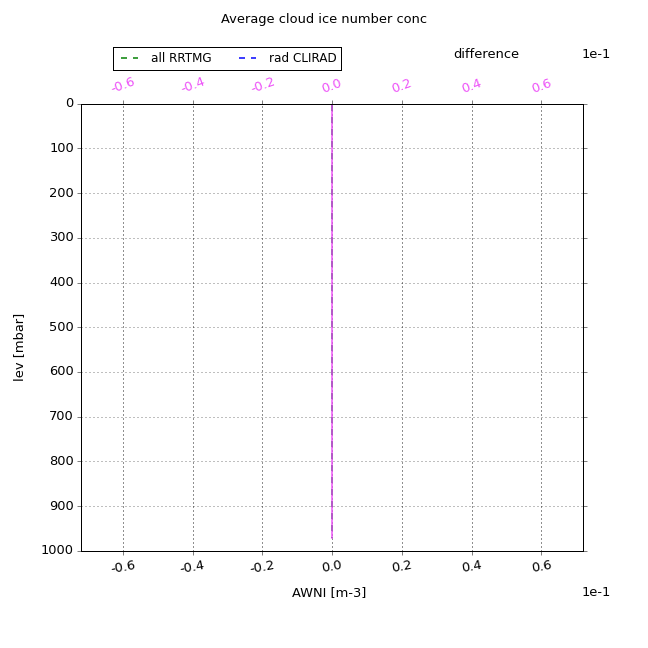 Average cloud ice number conc
all RRTMG rad CLIRAD difference 1e-1
-0.6 -0.4 -0.2 0.0 0.2 0.4 0.6
0
100
200
300
400
500
600
700
800
900
1000
lev [mbar]
-0.6 -0.4 -0.2 0.0 0.2 0.4 0.6
AWNI [m-3] 1e-1